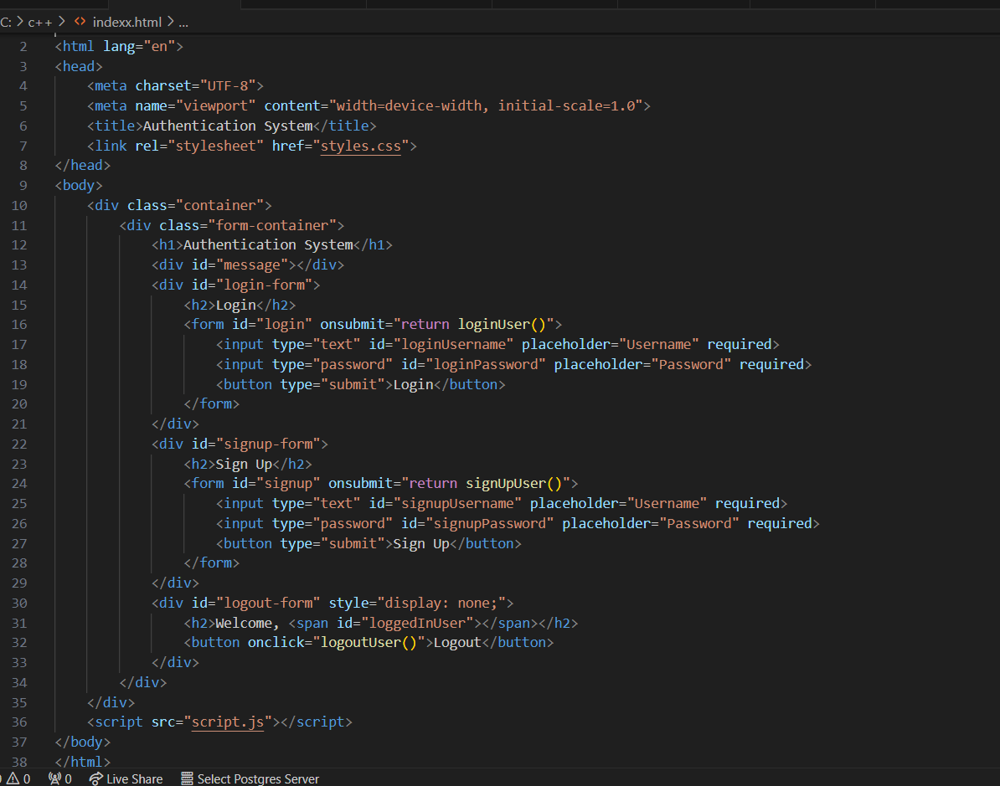 C: > c++ > <> indexx.html > ...
2 <html lang="en">
3 <head>
4 <meta charset="UTF-8">
5 <meta name="viewport" content="width=device-width, initial-scale=1.0">
6 <title>Authentication System</title>
7 <link rel="stylesheet" href="styles.css">
8 </head>
9 <body>
10 <div class="container">
11 <div class="form-container">
12 <h1>Authentication System</h1>
13 <div id="message"></div>
14 <div id="login-form">
15 <h2>Login</h2>
16 <form id="login" onsubmit="return loginUser()">
17 <input type="text" id="loginUsername" placeholder="Username" required>
18 <input type="password" id="loginPassword" placeholder="Password" required>
19 <button type="submit">Login</button>
20 </form>
21 </div>
22 <div id="signup-form">
23 <h2>Sign Up</h2>
24 <form id="signup" onsubmit="return signUpUser()">
25 <input type="text" id="signupUsername" placeholder="Username" required>
26 <input type="password" id="signupPassword" placeholder="Password" required>
27 <button type="submit">Sign Up</button>
28 </form>
29 </div>
30 <div id="logout-form" style="display: none;">
31 <h2>Welcome, <span id="loggedInUser"></span></h2>
32 <button onclick="logoutUser()">Logout</button>
33 </div>
34 </div>
35 </div>
36 <script src="script.js"></script>
37 </body>
38 </html>
0 0 Live Share Select Postgres Server